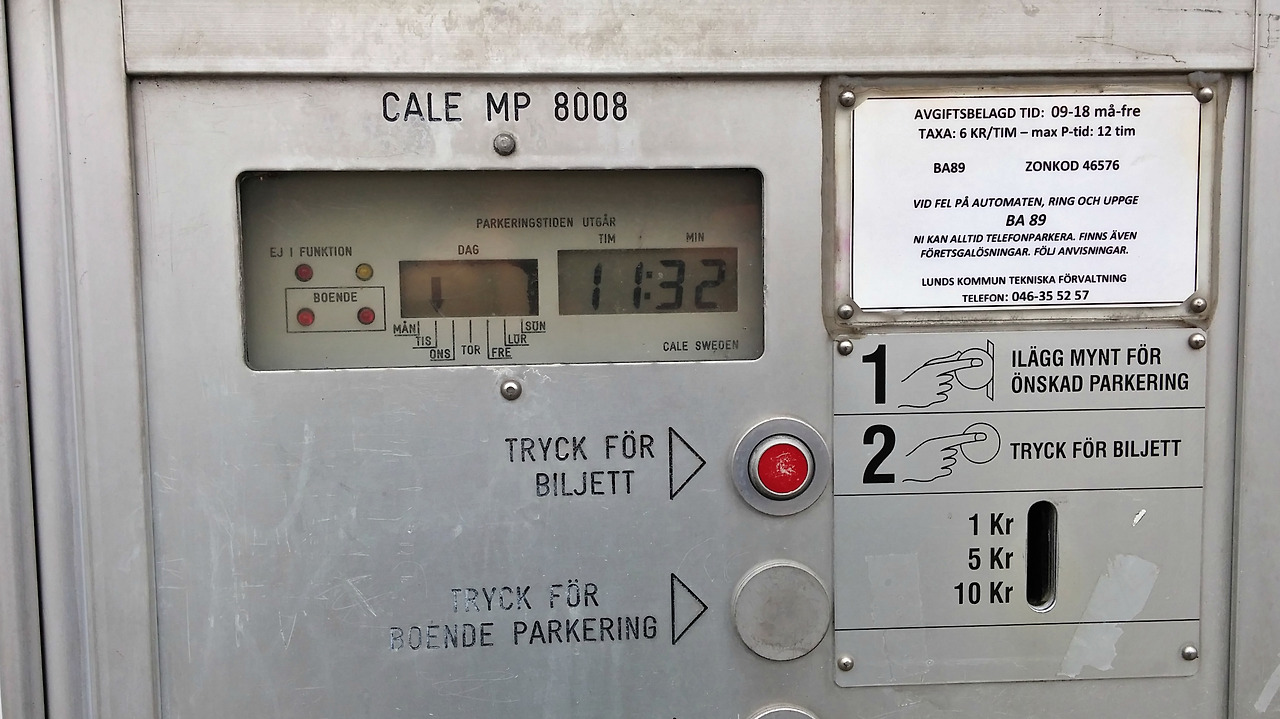 CALE MP 8008
PARKERINGSTIDEN UTGÅR
EJ I FUNKTION
DAG
TIM
MIN
11:32
BOENDE
MÅN
TIS
ONS
TOR
FRE
LÖR
SÖN
CALE SWEDEN
TRYCK FÖR
BILJETT
TRYCK FÖR
BOENDE PARKERING
AVGIFTSBELAGD TID: 09-18 må-fre
TAXA: 6 KR/TIM – max P-tid: 12 tim
BA89 ZONKOD 46576
VID FEL PÅ AUTOMATEN, RING OCH UPPGE
BA 89
NI KAN ALLTID TELEFONPARKERA. FINNS ÄVEN
FÖRETSGALÖSNINGAR. FÖLJ ANVISNINGAR.
LUNDS KOMMUN TEKNISKA FÖRVALTNING
TELEFON: 046-35 52 57
1 ILÄGG MYNT FÖR
ÖNSKAD PARKERING
2 TRYCK FÖR BILJETT
1 Kr
5 Kr
10 Kr